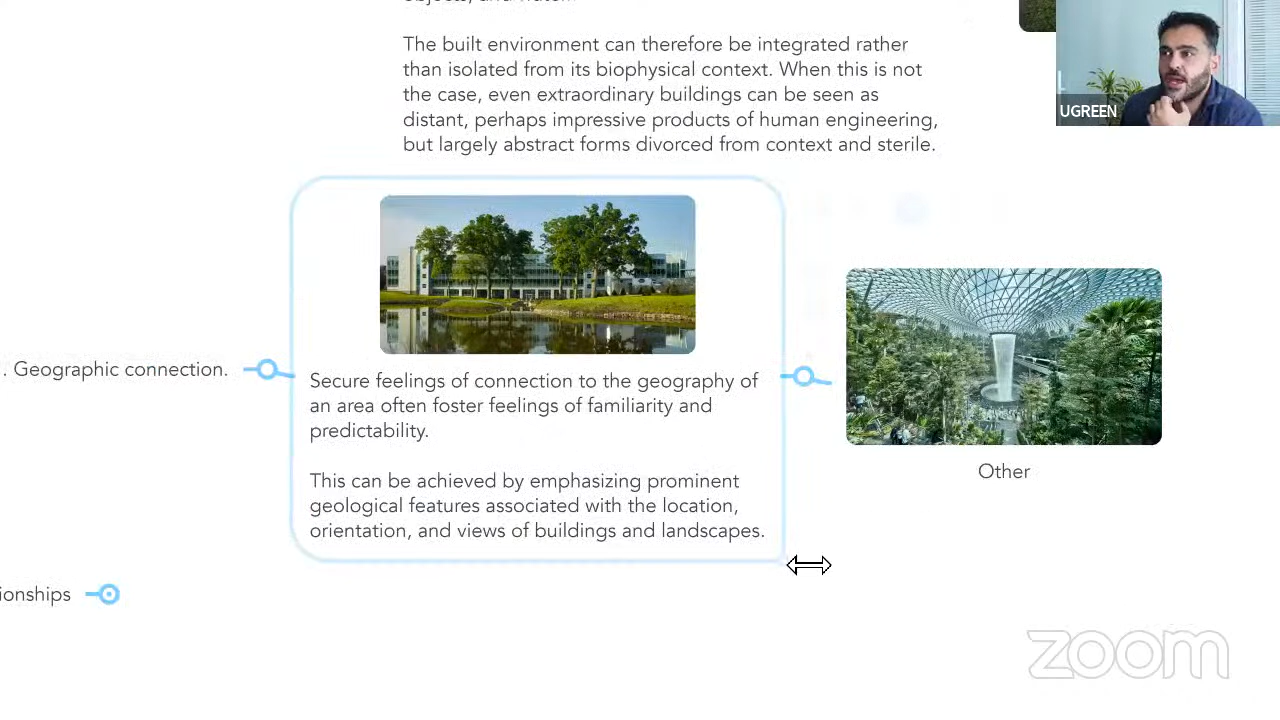 The built environment can therefore be integrated rather
than isolated from its biophysical context. When this is not
the case, even extraordinary buildings can be seen as
distant, perhaps impressive products of human engineering,
but largely abstract forms divorced from context and sterile.
UGREEN
. Geographic connection.
Secure feelings of connection to the geography of
an area often foster feelings of familiarity and
predictability.
This can be achieved by emphasizing prominent
geological features associated with the location,
orientation, and views of buildings and landscapes.
Other
ionships
zoom